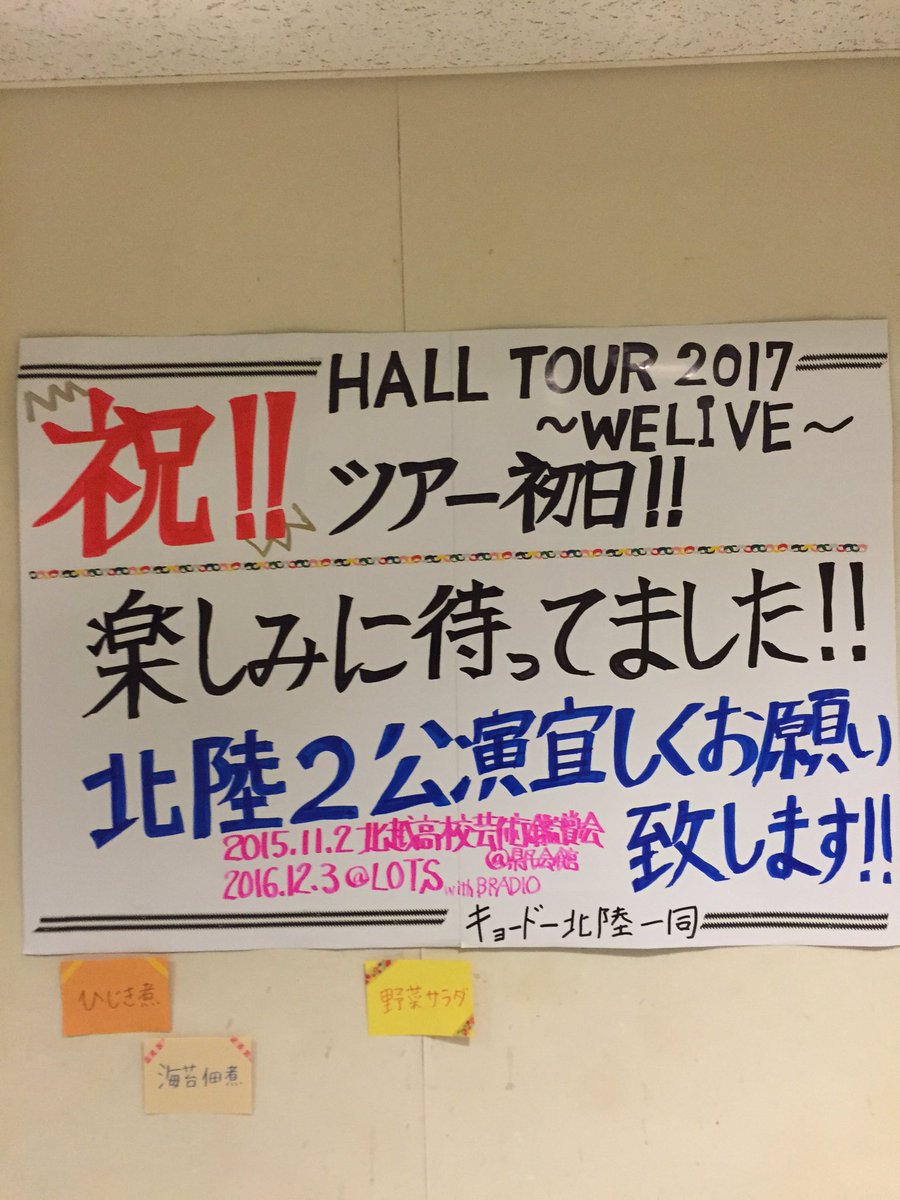 祝!!
HALL TOUR 2017
～WELIVE～
ツアー初日!!
楽しみに待ってました!!
北陸2公演宜しくお願い
致します!!
2015.11.2 北越高校芸術鑑賞会
@県民会館
2016.12.3@LOTS with BRADIO
キョードー北陸一同
ひじき煮
野菜サラダ
海苔佃煮